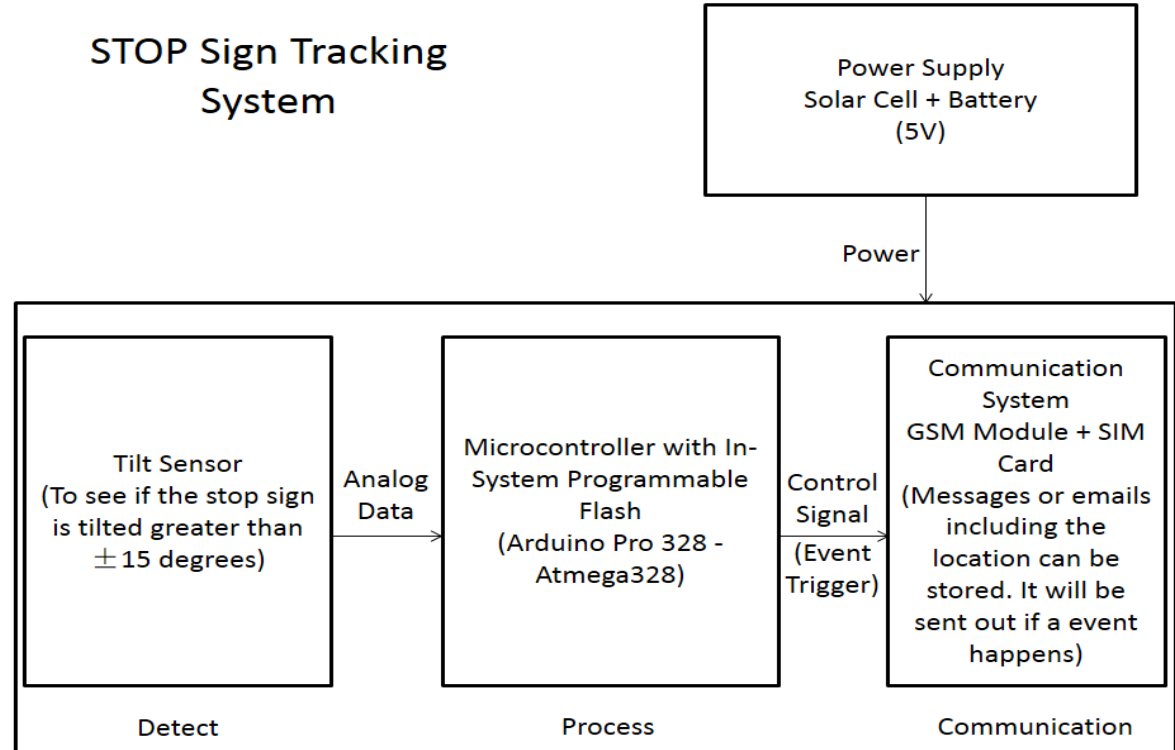 STOP Sign Tracking
System
Power Supply
Solar Cell + Battery
(5V)
Power
Tilt Sensor
(To see if the stop sign
is tilted greater than
±15 degrees)
Analog
Data
Microcontroller with In-
System Programmable
Flash
(Arduino Pro 328 -
Atmega328)
Control
Signal
(Event
Trigger)
Communication
System
GSM Module + SIM
Card
(Messages or emails
including the
location can be
stored. It will be
sent out if a event
happens)
Detect
Process
Communication